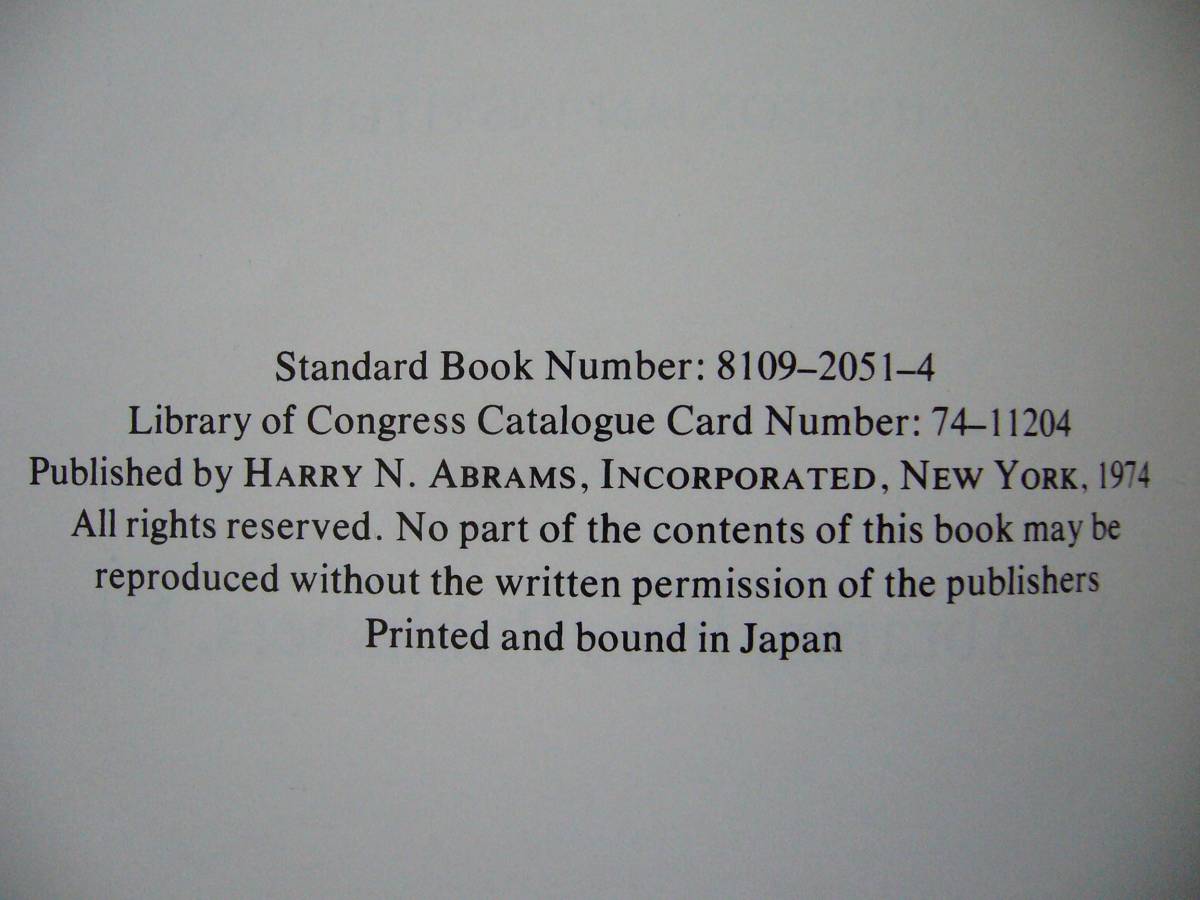 Standard Book Number: 8109–2051–4
Library of Congress Catalogue Card Number: 74–11204
Published by HARRY N. ABRAMS, INCORPORATED, NEW YORK, 1974
All rights reserved. No part of the contents of this book may be
reproduced without the written permission of the publishers
Printed and bound in Japan